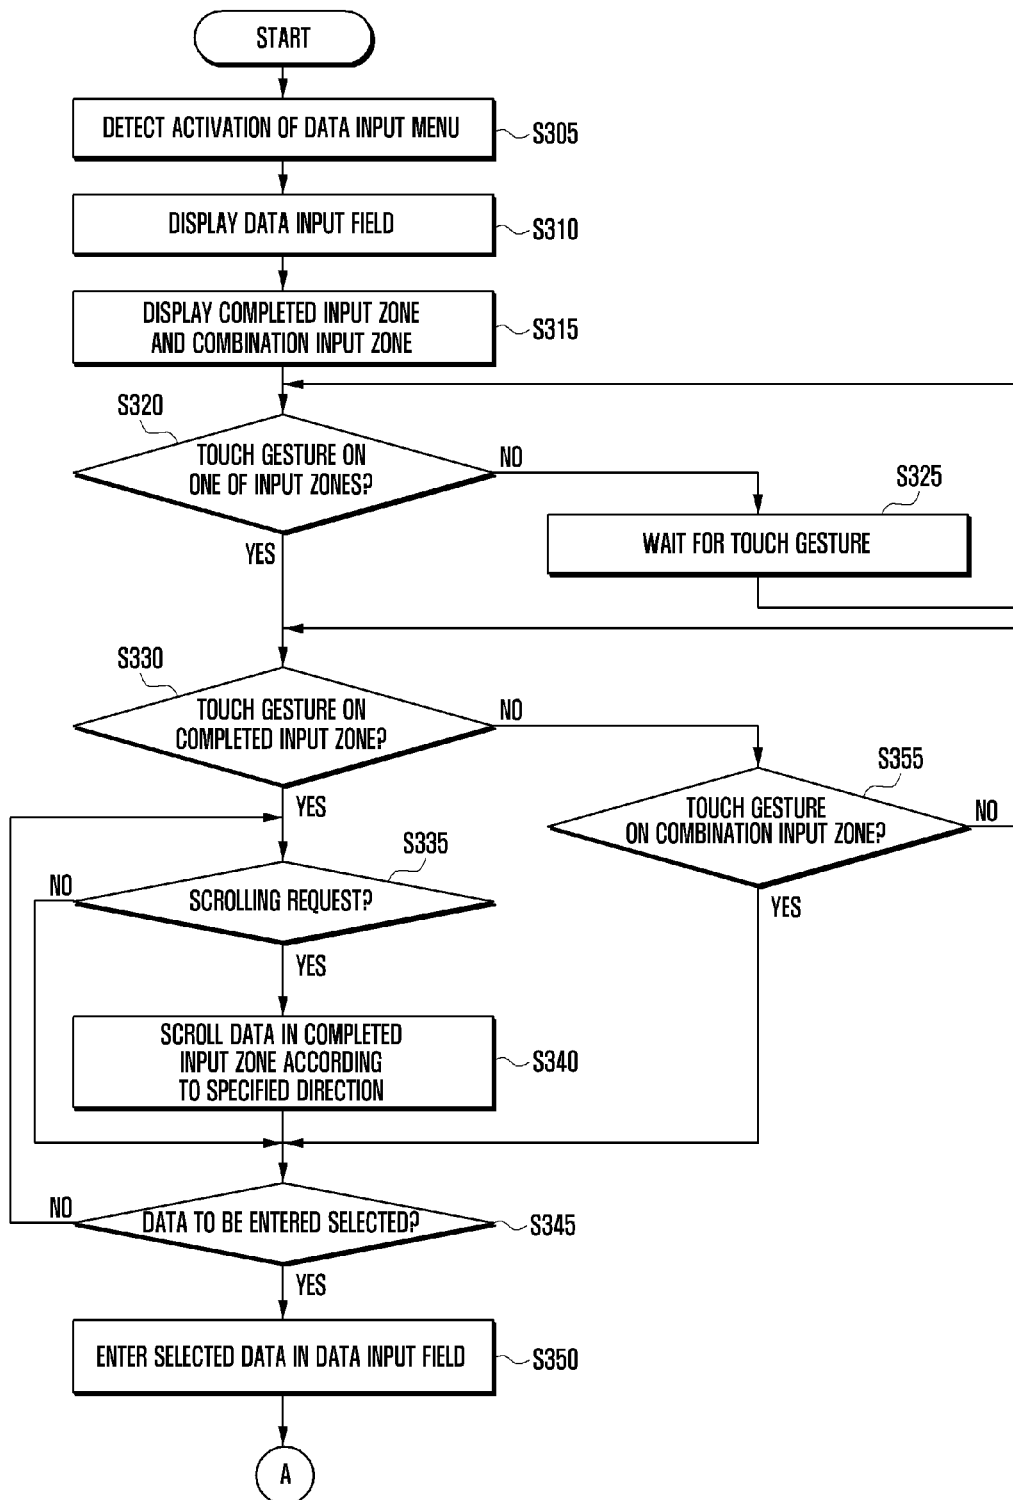 START
DETECT ACTIVATION OF DATA INPUT MENU
S305
DISPLAY DATA INPUT FIELD
S310
DISPLAY COMPLETED INPUT ZONE
AND COMBINATION INPUT ZONE
S315
S320
TOUCH GESTURE ON
ONE OF INPUT ZONES?
NO
YES
S325
WAIT FOR TOUCH GESTURE
S330
TOUCH GESTURE ON
COMPLETED INPUT ZONE?
NO
YES
S355
TOUCH GESTURE
ON COMBINATION INPUT ZONE?
NO
YES
S335
SCROLLING REQUEST?
NO
YES
SCROLL DATA IN COMPLETED
INPUT ZONE ACCORDING
TO SPECIFIED DIRECTION
S340
DATA TO BE ENTERED SELECTED?
NO
S345
YES
ENTER SELECTED DATA IN DATA INPUT FIELD
S350
A